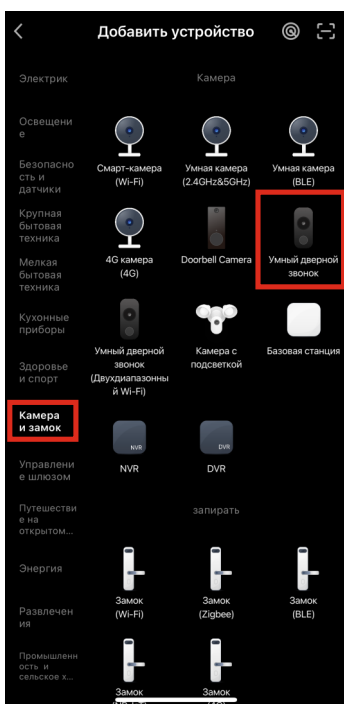 Добавить устройство
Электрик
Освещени
е
Безопасно
сть и
датчики
Крупная
бытовая
техника
Мелкая
бытовая
техника
Кухонные
приборы
Здоровье
и спорт
Камера
и замок
Управлени
е шлюзом
Путешестви
е на
открытом...
Энергия
Развлечен
ия
Промышленн
ость и
сельское х...
Камера
Смарт-камера
(Wi-Fi)
Умная камера
(2.4GHz&5GHz)
Умная камера
(BLE)
4G камера
(4G)
Doorbell Camera
Умный дверной
звонок
Умный дверной
звонок
(Двухдиапазонны
й Wi-Fi)
Камера с
подсветкой
Базовая станция
NVR
NVR
DVR
DVR
запирать
Замок
(Wi-Fi)
Замок
(Zigbee)
Замок
(BLE)
Замок
Замок